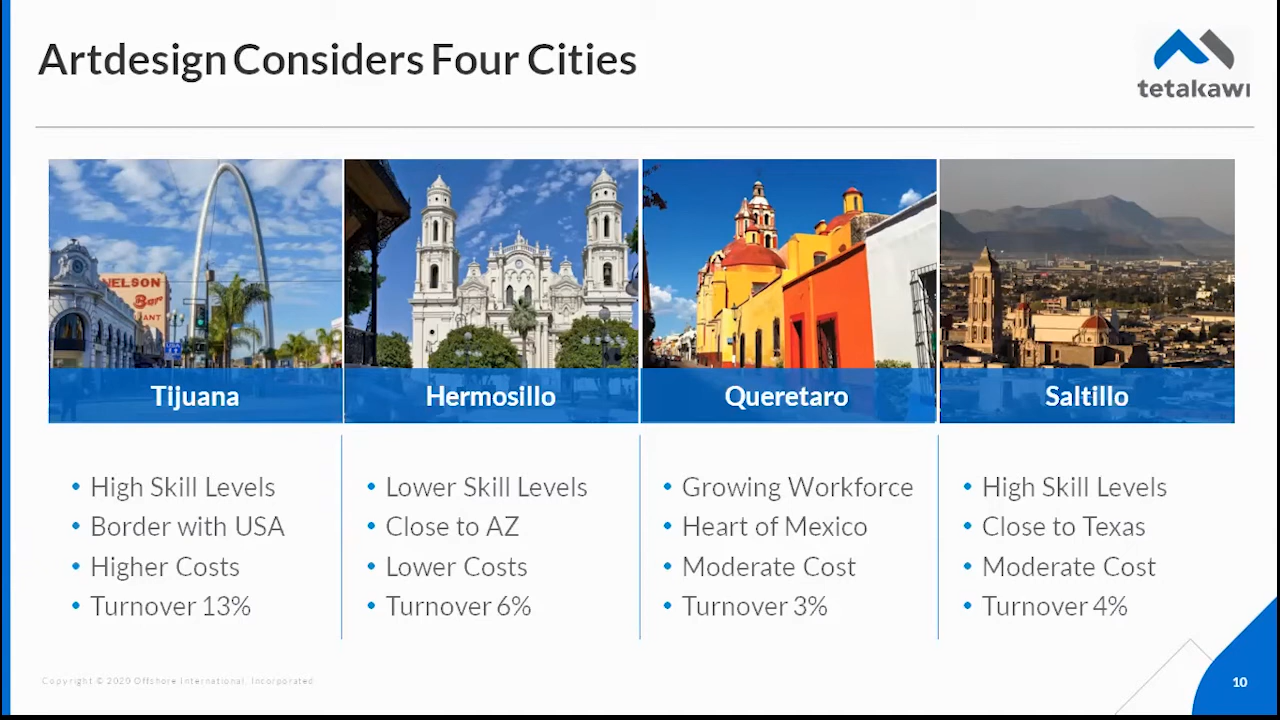 Artdesign Considers Four Cities
tetakawı
NELSON
Bar
Tijuana
Hermosillo
Queretaro
Saltillo
• High Skill Levels
• Border with USA
• Higher Costs
• Turnover 13%
• Lower Skill Levels
• Close to AZ
• Lower Costs
• Turnover 6%
• Growing Workforce
• Heart of Mexico
• Moderate Cost
• Turnover 3%
• High Skill Levels
• Close to Texas
• Moderate Cost
• Turnover 4%
Copyright © 2020 Offshore International, Incorporated
10